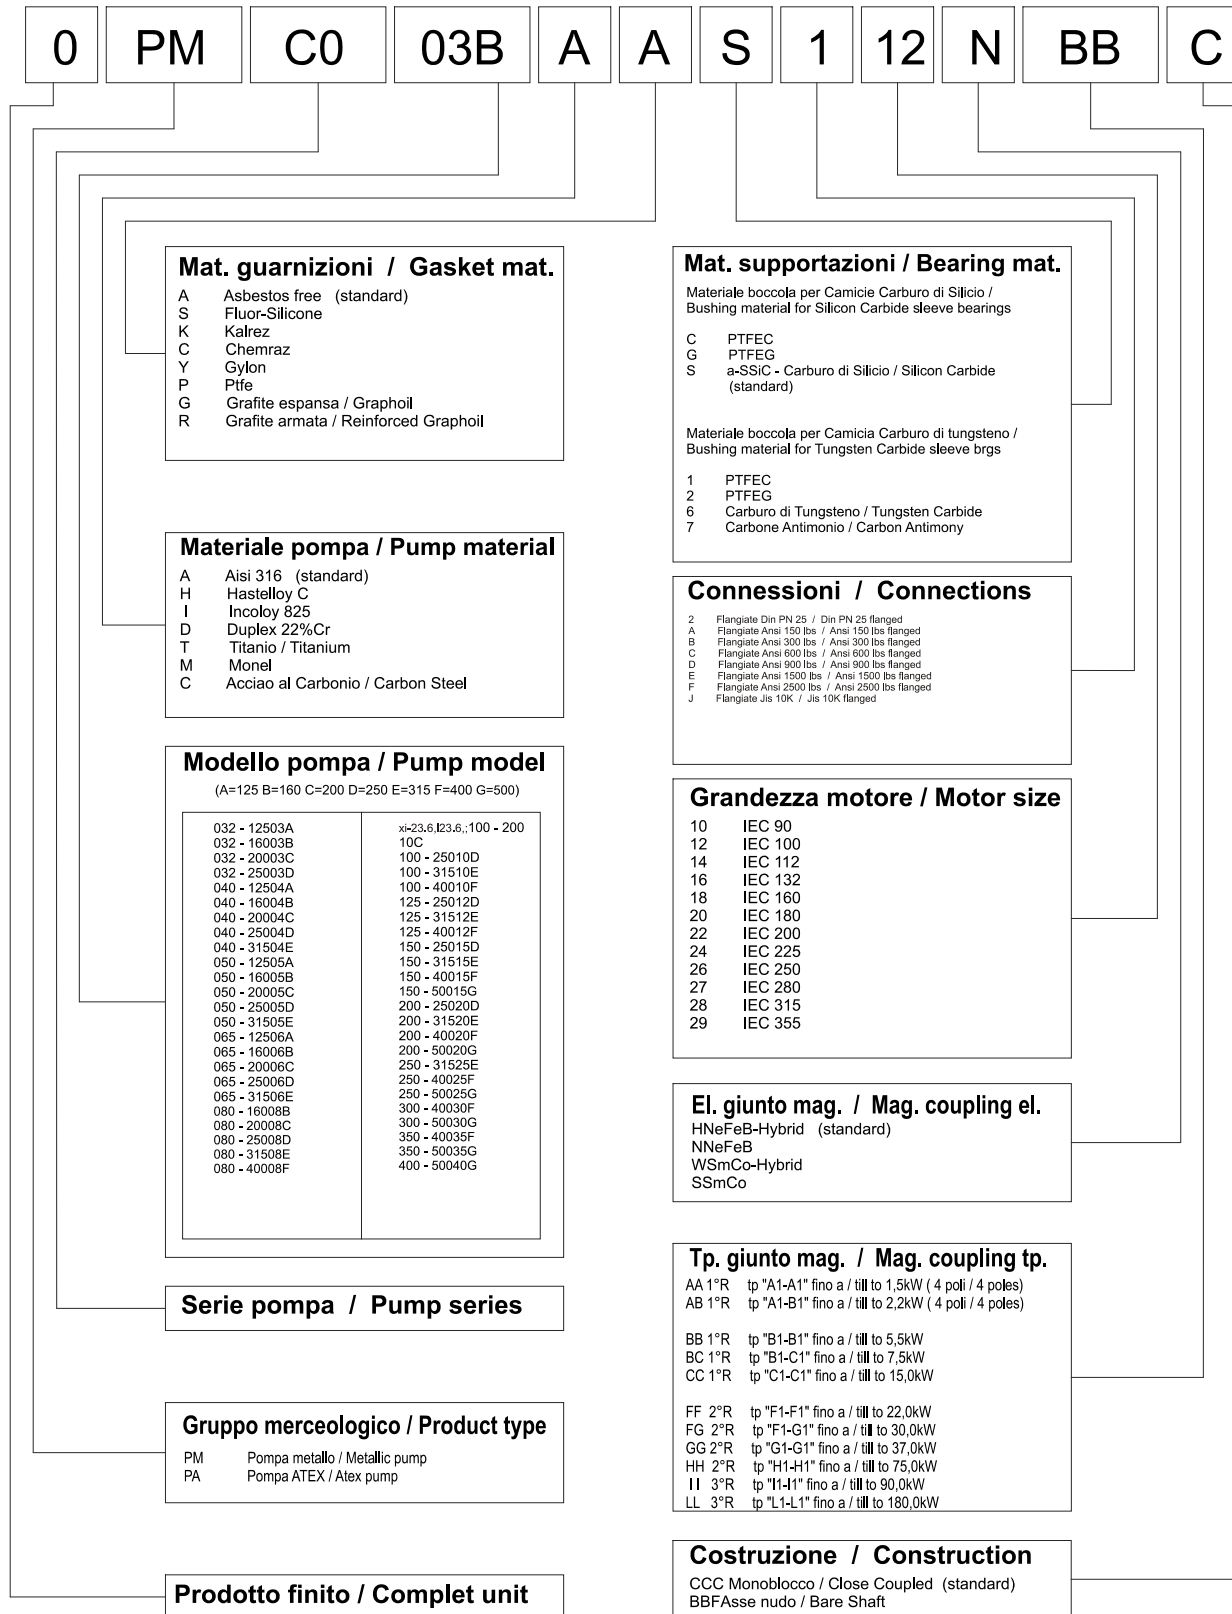 0 PM C0 03B A A S 1 12 N BB C
Mat. guarnizioni / Gasket mat.
A Asbestos free (standard)
S Fluor-Silicone
K Kalrez
C Chemraz
Y Gylon
P Ptfe
G Grafite espansa / Graphoil
R Grafite armata / Reinforced Graphoil
Materiale pompa / Pump material
A Aisi 316 (standard)
H Hastelloy C
I Incoloy 825
D Duplex 22%Cr
T Titanio / Titanium
M Monel
C Acciao al Carbonio / Carbon Steel
Modello pompa / Pump model
(A=125 B=160 C=200 D=250 E=315 F=400 G=500)
032 - 12503A
032 - 16003B
032 - 20003C
032 - 25003D
040 - 12504A
040 - 16004B
040 - 20004C
040 - 25004D
040 - 31504E
050 - 12505A
050 - 16005B
050 - 20005C
050 - 25005D
050 - 31505E
065 - 12506A
065 - 16006B
065 - 20006C
065 - 25006D
065 - 31506E
080 - 16008B
080 - 20008C
080 - 25008D
080 - 31508E
080 - 40008F
xi-23.6,I23.6,;100 - 200
10C
100 - 25010D
100 - 31510E
100 - 40010F
125 - 25012D
125 - 31512E
125 - 40012F
150 - 25015D
150 - 31515E
150 - 40015F
150 - 50015G
200 - 25020D
200 - 31520E
200 - 40020F
200 - 50020G
250 - 31525E
250 - 40025F
250 - 50025G
300 - 40030F
300 - 50030G
350 - 40035F
350 - 50035G
400 - 50040G
Serie pompa / Pump series
Gruppo merceologico / Product type
PM Pompa metallo / Metallic pump
PA Pompa ATEX / Atex pump
Prodotto finito / Complet unit
Mat. supportazioni / Bearing mat.
Materiale boccola per Camicie Carburo di Silicio /
Bushing material for Silicon Carbide sleeve bearings
C PTFEC
G PTFEG
S a-SSiC - Carburo di Silicio / Silicon Carbide
(standard)
Materiale boccola per Camicia Carburo di tungsteno /
Bushing material for Tungsten Carbide sleeve brgs
1 PTFEC
2 PTFEG
6 Carburo di Tungsteno / Tungsten Carbide
7 Carbone Antimonio / Carbon Antimony
Connessioni / Connections
2 Flangiate Din PN 25 / Din PN 25 flanged
A Flangiate Ansi 150 lbs / Ansi 150 lbs flanged
B Flangiate Ansi 300 lbs / Ansi 300 lbs flanged
C Flangiate Ansi 600 lbs / Ansi 600 lbs flanged
D Flangiate Ansi 900 lbs / Ansi 900 lbs flanged
E Flangiate Ansi 1500 lbs / Ansi 1500 lbs flanged
F Flangiate Ansi 2500 lbs / Ansi 2500 lbs flanged
J Flangiate Jis 10K / Jis 10K flanged
Grandezza motore / Motor size
10 IEC 90
12 IEC 100
14 IEC 112
16 IEC 132
18 IEC 160
20 IEC 180
22 IEC 200
24 IEC 225
26 IEC 250
27 IEC 280
28 IEC 315
29 IEC 355
El. giunto mag. / Mag. coupling el.
HNeFeB-Hybrid (standard)
NNeFeB
WSmCo-Hybrid
SSmCo
Tp. giunto mag. / Mag. coupling tp.
AA 1°R tp "A1-A1" fino a / till to 1,5kW ( 4 poli / 4 poles)
AB 1°R tp "A1-B1" fino a / till to 2,2kW ( 4 poli / 4 poles)
BB 1°R tp "B1-B1" fino a / till to 5,5kW
BC 1°R tp "B1-C1" fino a / till to 7,5kW
CC 1°R tp "C1-C1" fino a / till to 15,0kW
FF 2°R tp "F1-F1" fino a / till to 22,0kW
FG 2°R tp "F1-G1" fino a / till to 30,0kW
GG 2°R tp "G1-G1" fino a / till to 37,0kW
HH 2°R tp "H1-H1" fino a / till to 75,0kW
I I 3°R tp "I1-I1" fino a / till to 90,0kW
LL 3°R tp "L1-L1" fino a / till to 180,0kW
Costruzione / Construction
CCC Monoblocco / Close Coupled (standard)
BBFAsse nudo / Bare Shaft